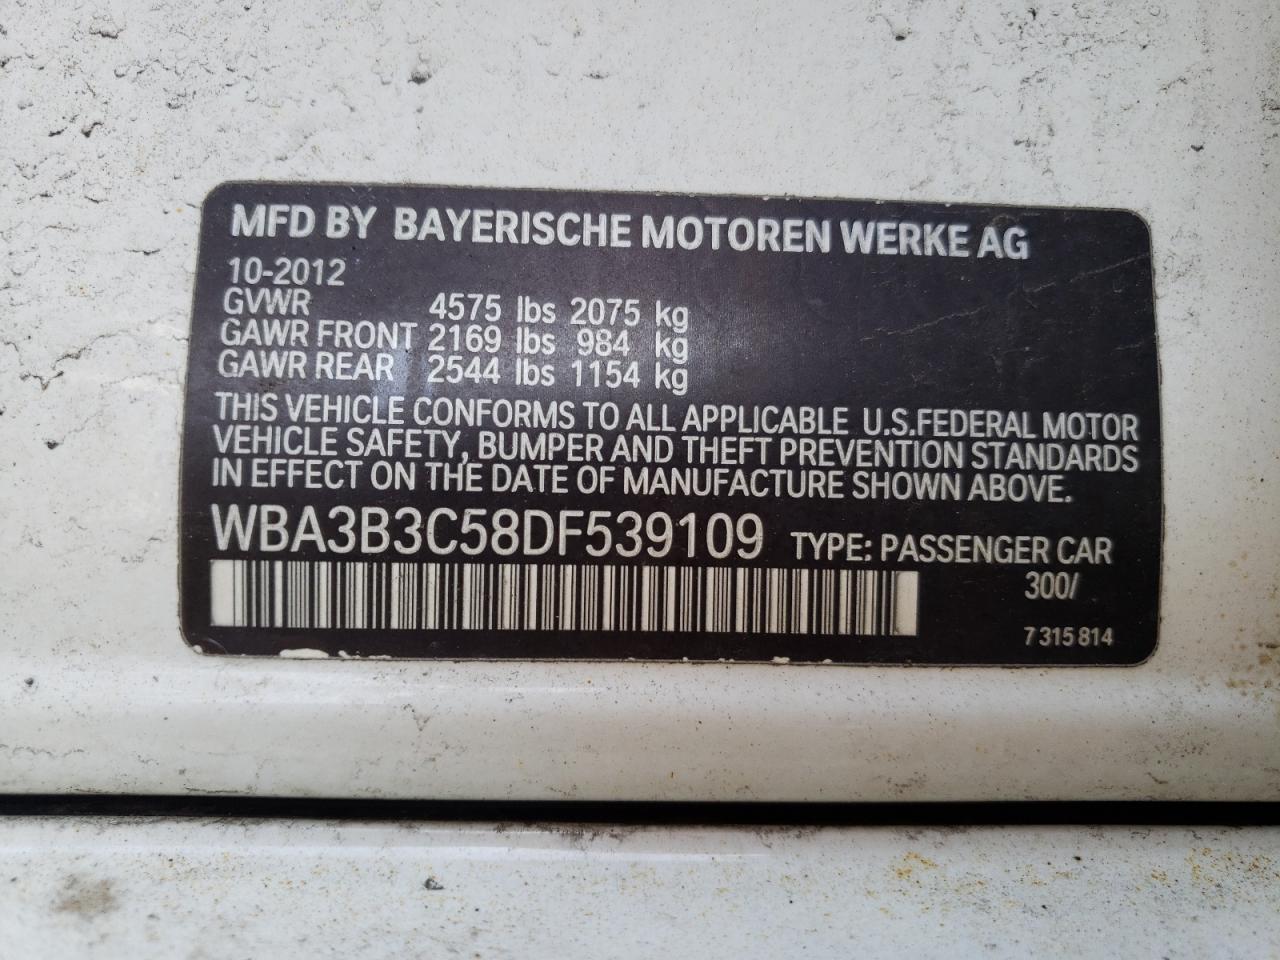 MFD BY BAYERISCHE MOTOREN WERKE AG
10-2012
GVWR 4575 lbs 2075 kg
GAWR FRONT 2169 lbs 984 kg
GAWR REAR 2544 lbs 1154 kg
THIS VEHICLE CONFORMS TO ALL APPLICABLE U.S.FEDERAL MOTOR
VEHICLE SAFETY, BUMPER AND THEFT PREVENTION STANDARDS
IN EFFECT ON THE DATE OF MANUFACTURE SHOWN ABOVE.
WBA3B3C58DF539109 TYPE: PASSENGER CAR
300/
7 315 814